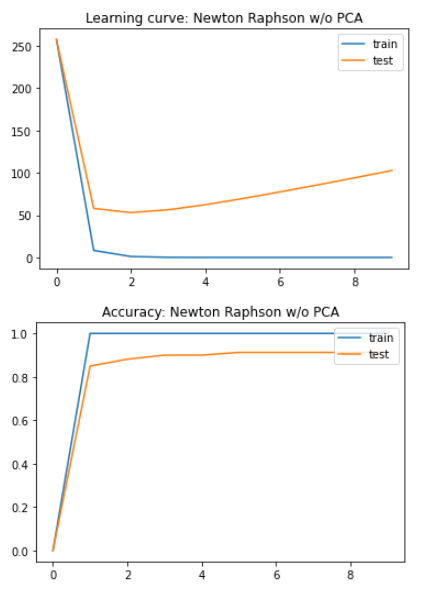 Learning curve: Newton Raphson w/o PCA
250
200
150
100
50
0
train
test
0 2 4 6 8
Accuracy: Newton Raphson w/o PCA
1.0
0.8
0.6
0.4
0.2
0.0
train
test
0 2 4 6 8